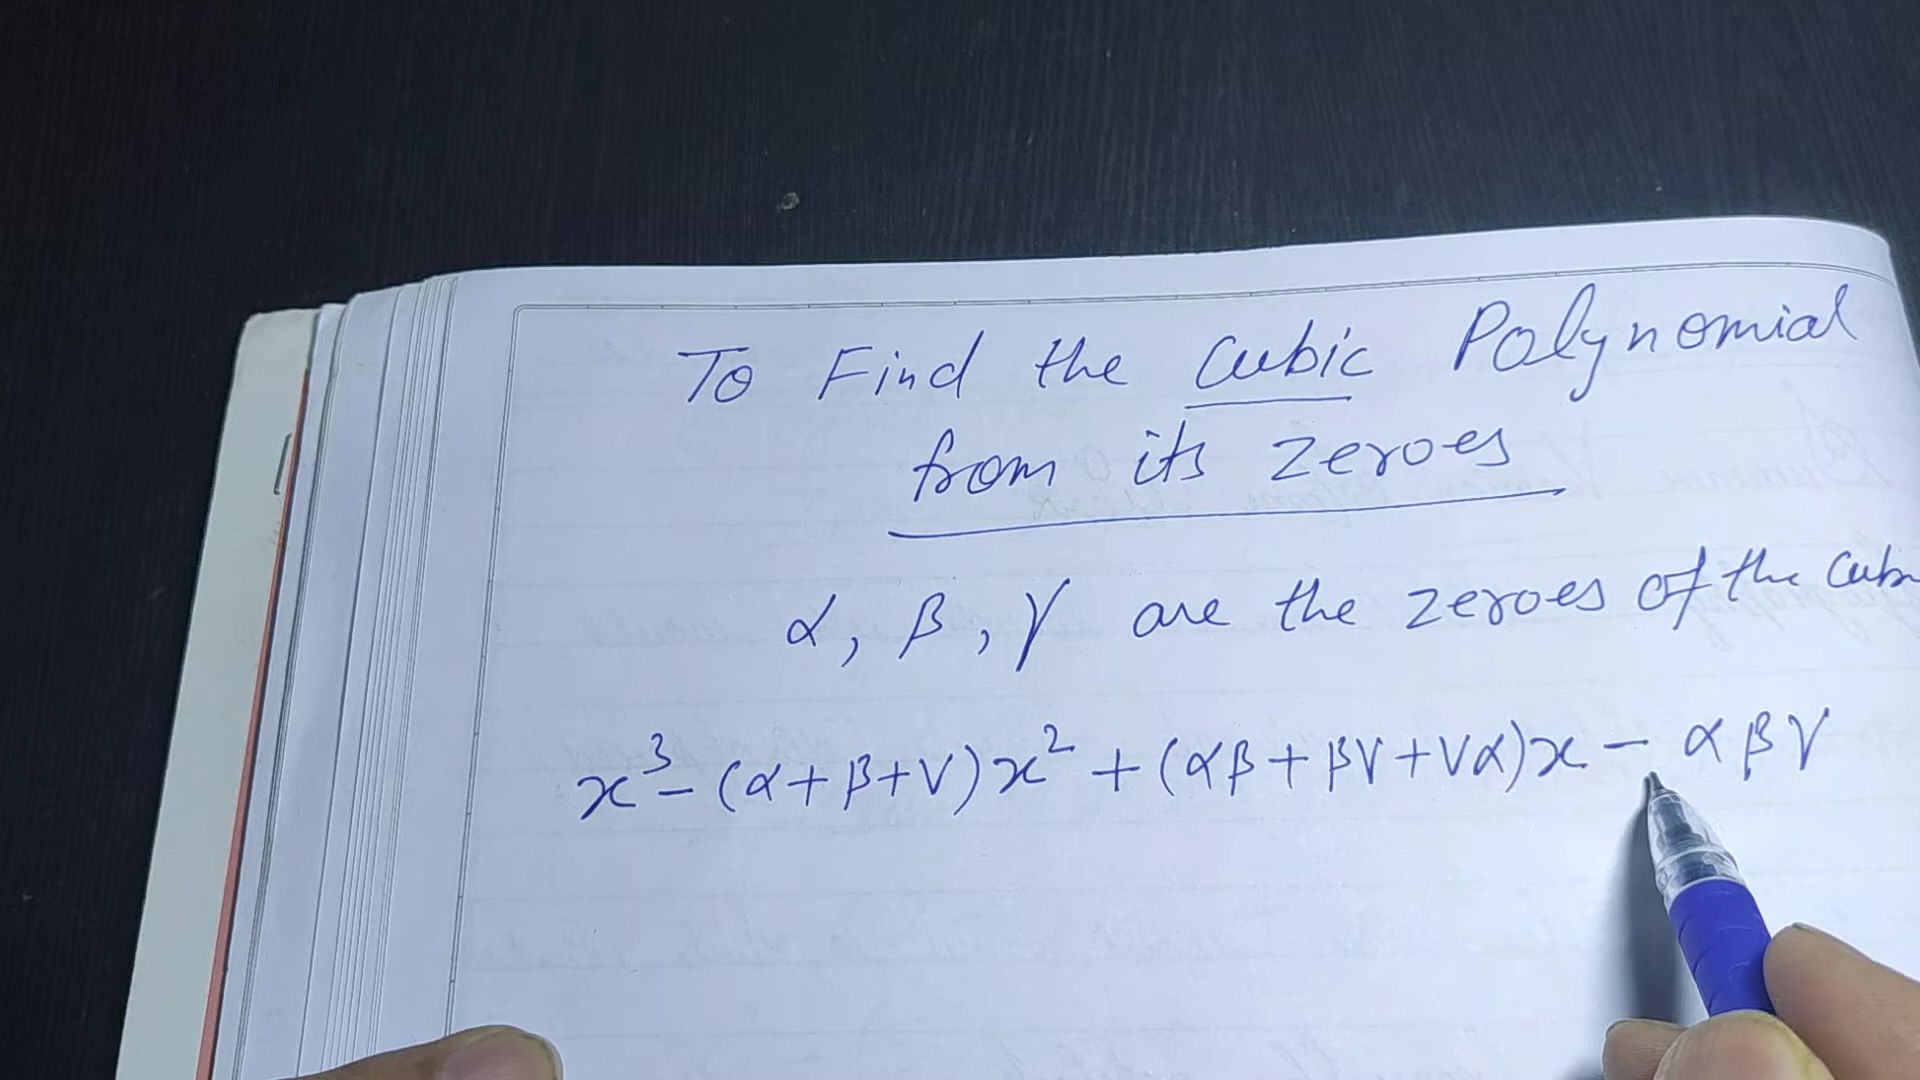 To Find the Cubic Polynomial
from its zeroes
α, β, γ are the zeroes of the Cub
x³ - (α+β+γ)x² + (αβ+βγ+γα)x - αβγ